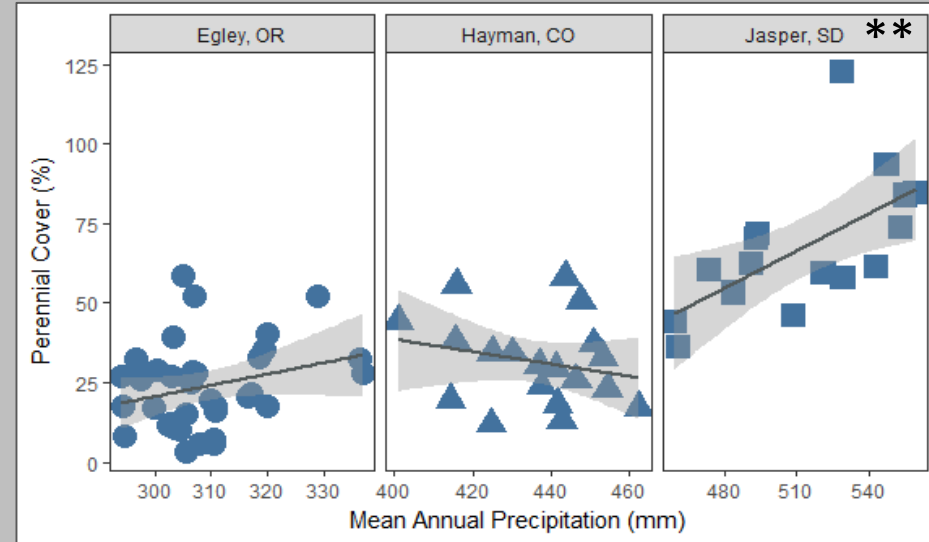 Egley, OR
Hayman, CO
Jasper, SD **
Perennial Cover (%)
125
100
75
50
25
0
300 310 320 330
400 420 440 460
480 510 540
Mean Annual Precipitation (mm)